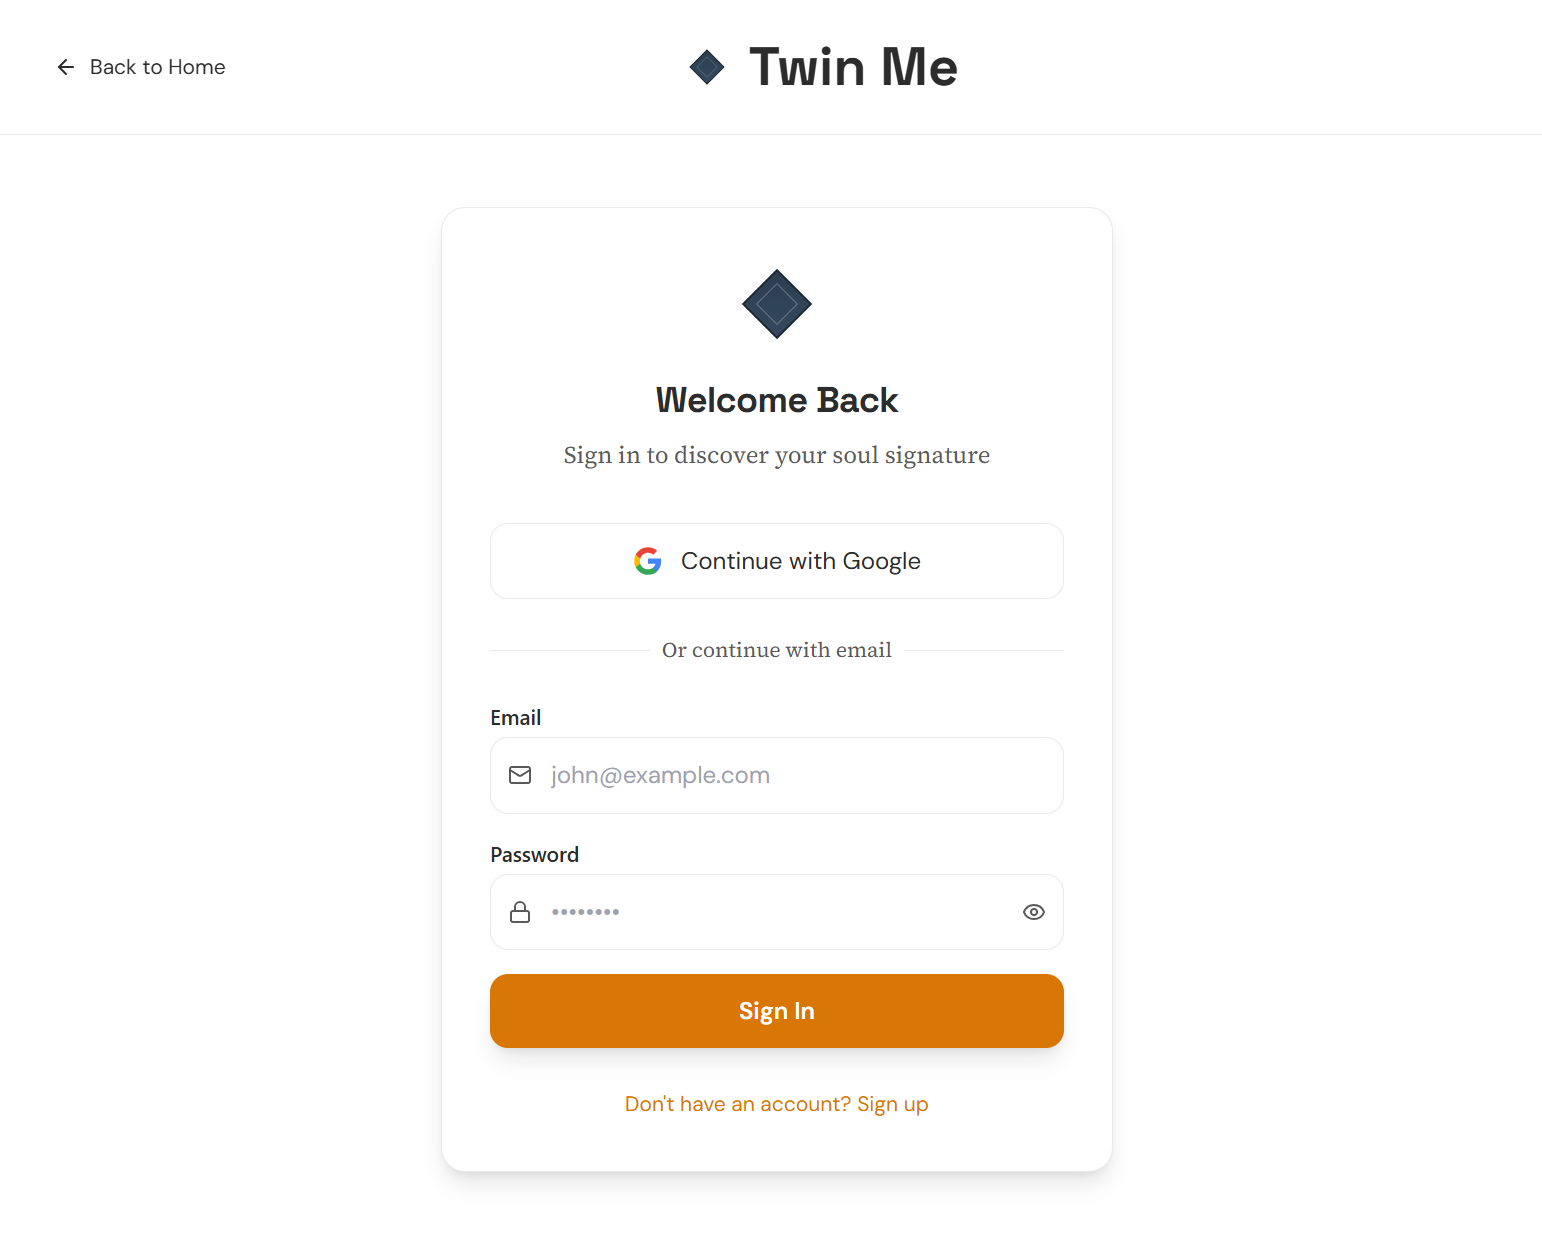 Back to Home
Twin Me
Welcome Back
Sign in to discover your soul signature
Continue with Google
Or continue with email
Email
john@example.com
Password
••••••••
Sign In
Don't have an account? Sign up